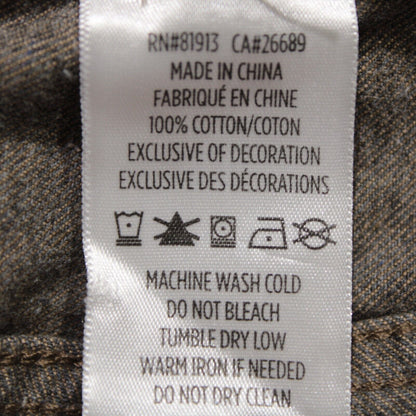 RN#81913 CA#26689
MADE IN CHINA
FABRIQUÉ EN CHINE
100% COTTON/COTON
EXCLUSIVE OF DECORATION
EXCLUSIVE DES DÉCORATIONS
MACHINE WASH COLD
DO NOT BLEACH
TUMBLE DRY LOW
WARM IRON IF NEEDED
DO NOT DRY CLEAN